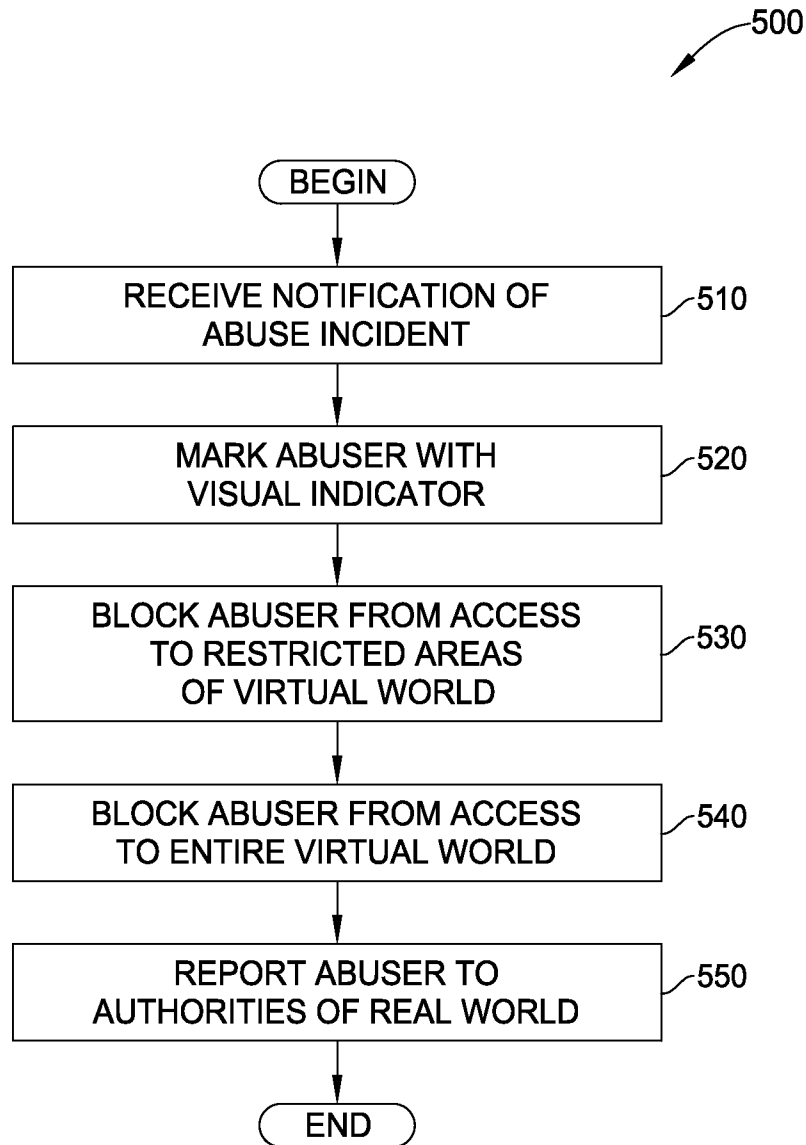 500
BEGIN
RECEIVE NOTIFICATION OF
ABUSE INCIDENT
510
MARK ABUSER WITH
VISUAL INDICATOR
520
BLOCK ABUSER FROM ACCESS
TO RESTRICTED AREAS
OF VIRTUAL WORLD
530
BLOCK ABUSER FROM ACCESS
TO ENTIRE VIRTUAL WORLD
540
REPORT ABUSER TO
AUTHORITIES OF REAL WORLD
550
END